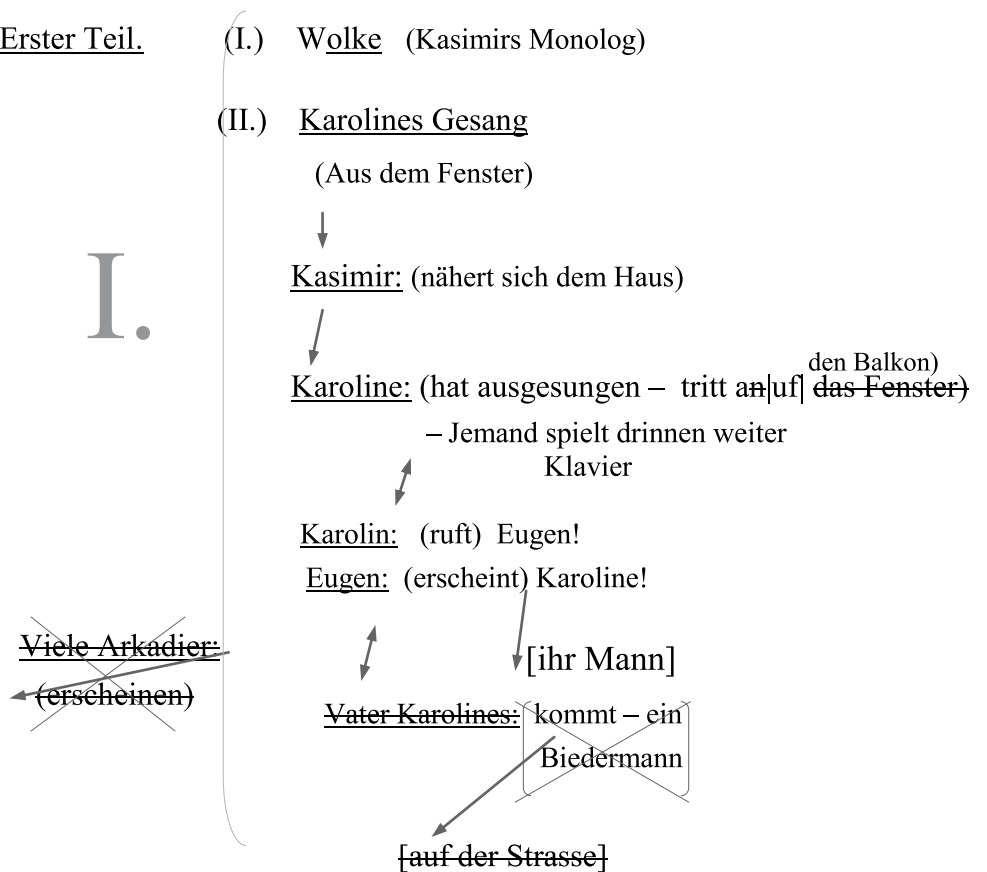 Erster Teil. (I.) Wolke (Kasimirs Monolog)
(II.) Karolines Gesang
(Aus dem Fenster)
I.
Kasimir: (nähert sich dem Haus)
den Balkon)
Karoline: (hat ausgesungen – tritt an|uf| das Fenster)
– Jemand spielt drinnen weiter
Klavier
Karolin: (ruft) Eugen!
Eugen: (erscheint) Karoline!
Viele Arkadier:
[ihr Mann]
(erscheinen)
Vater Karolines: kommt – ein
Biedermann
[auf der Strasse]